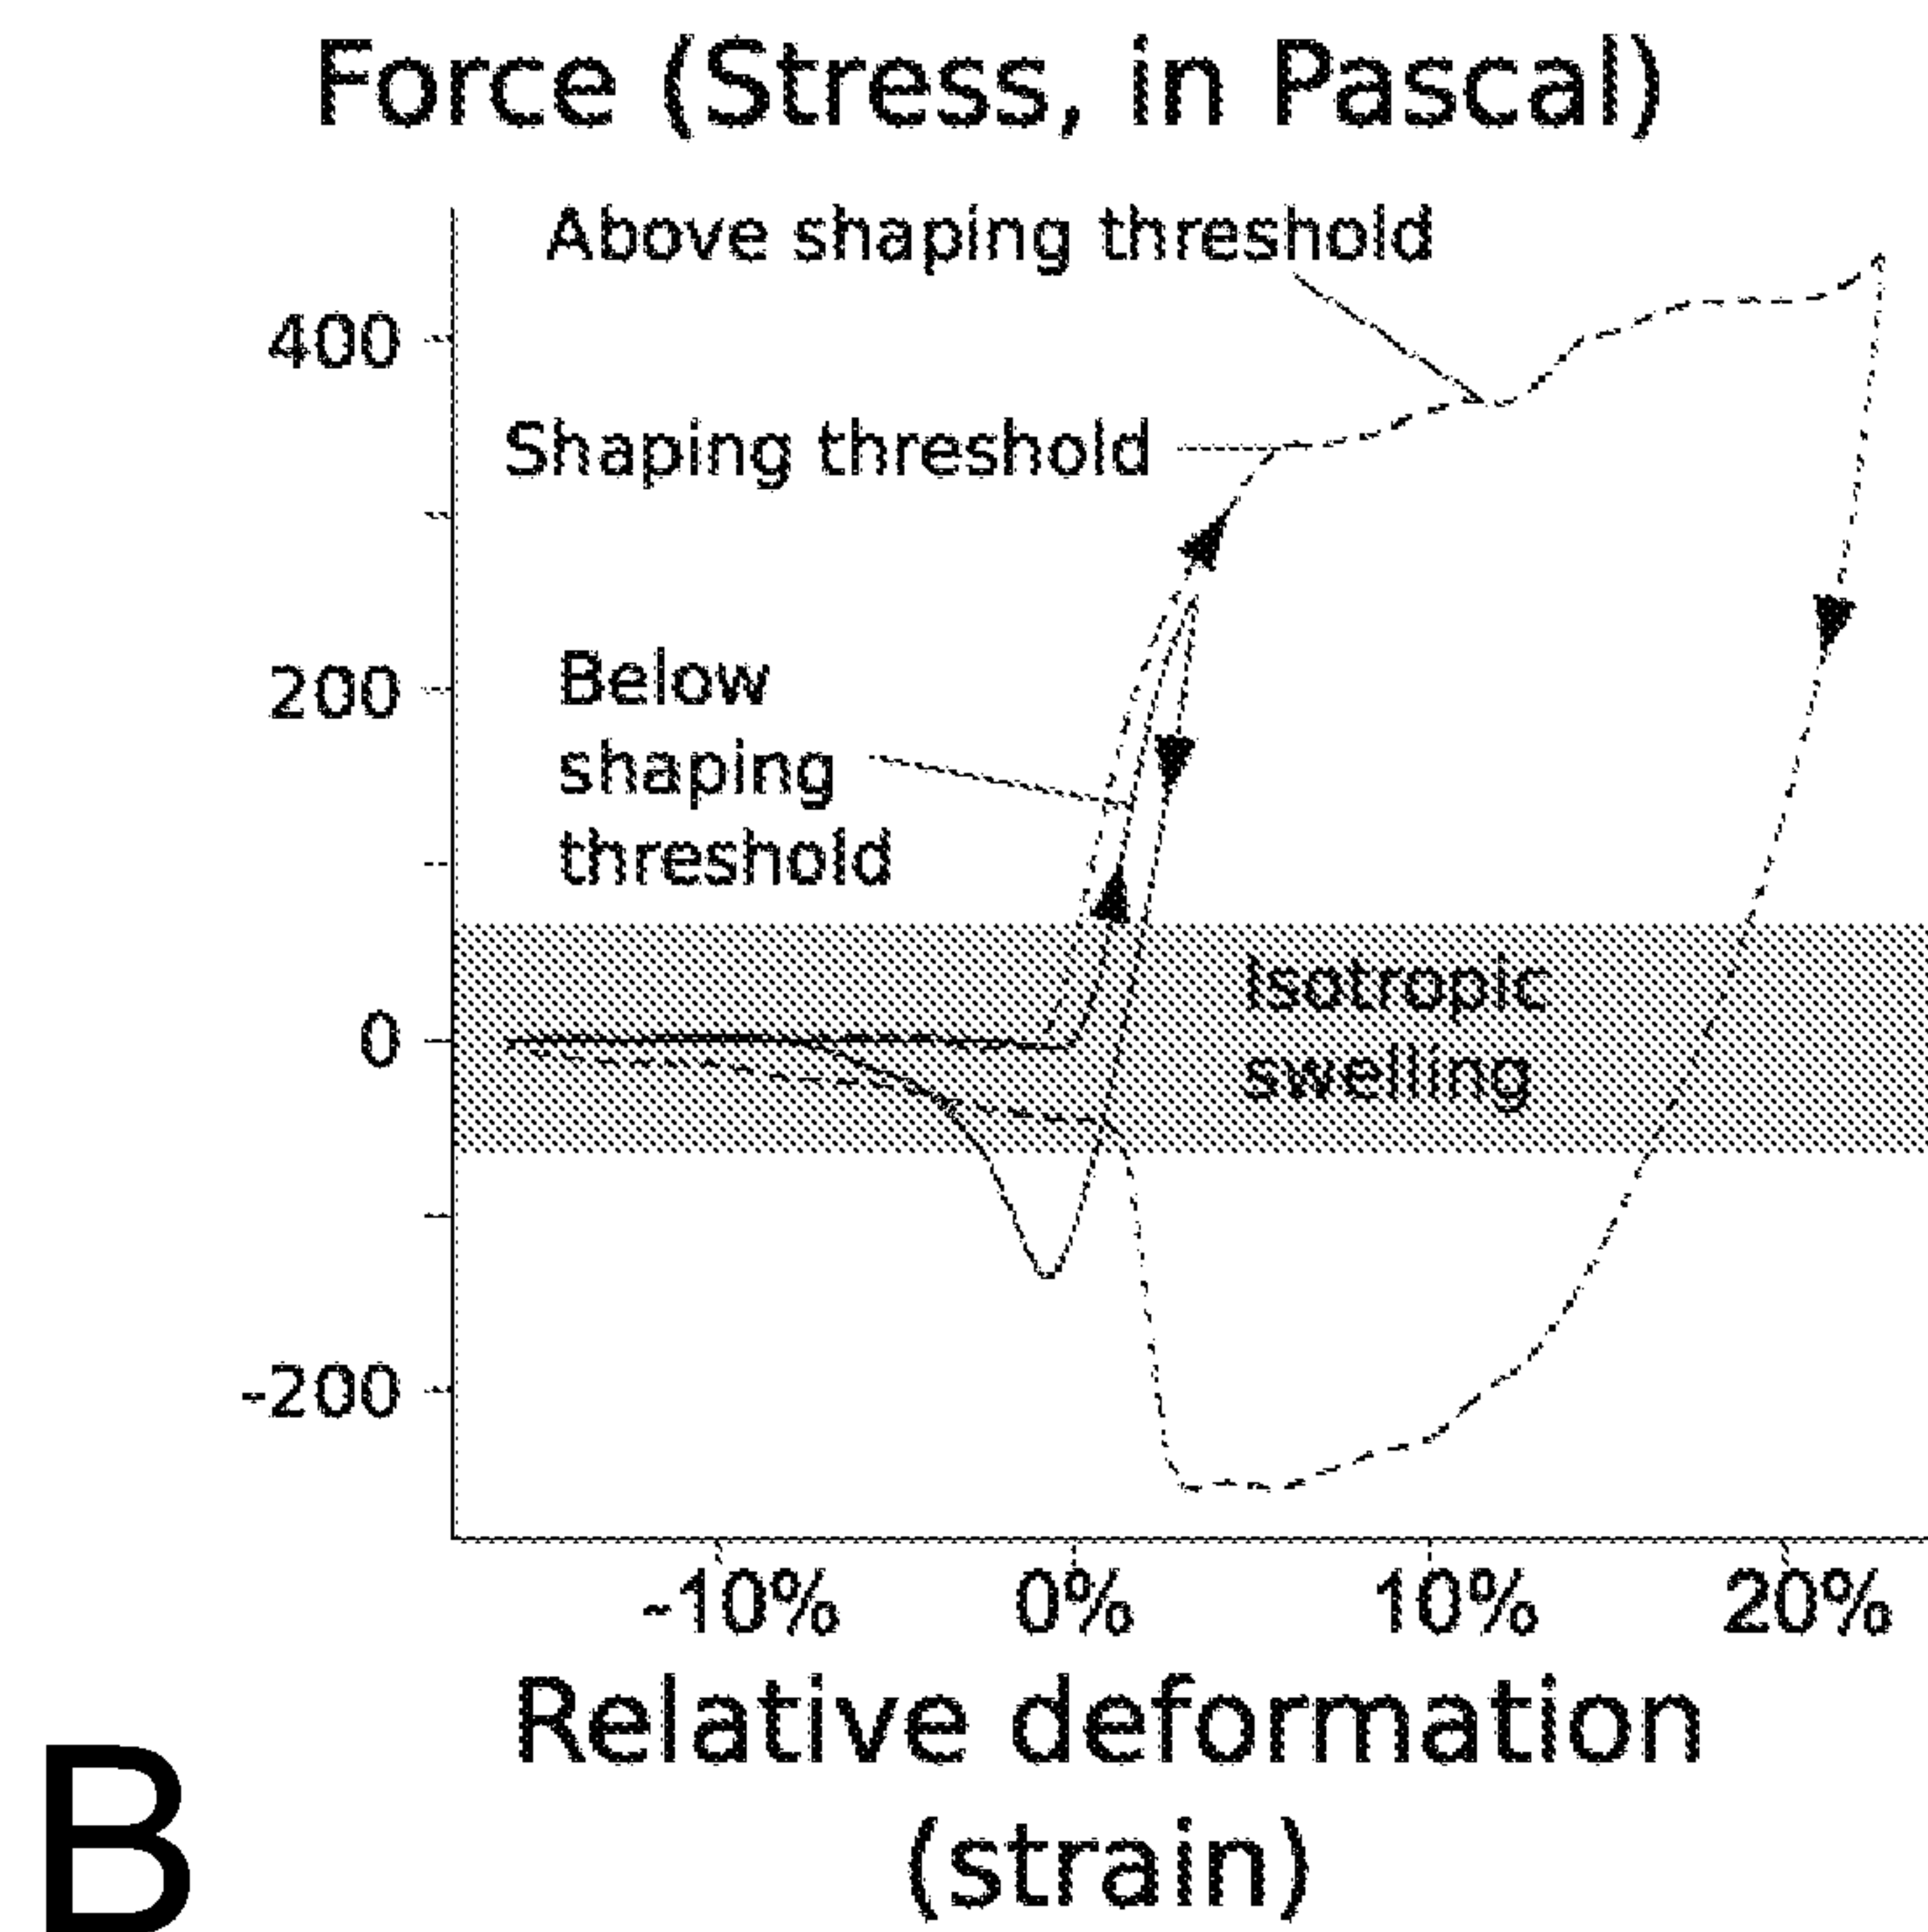 Force (Stress, in Pascal)
Above shaping threshold
400
Shaping threshold
200
Below
shaping
threshold
Isotropic
swelling
0
-200
-10% 0% 10% 20%
Relative deformation
(strain)
B